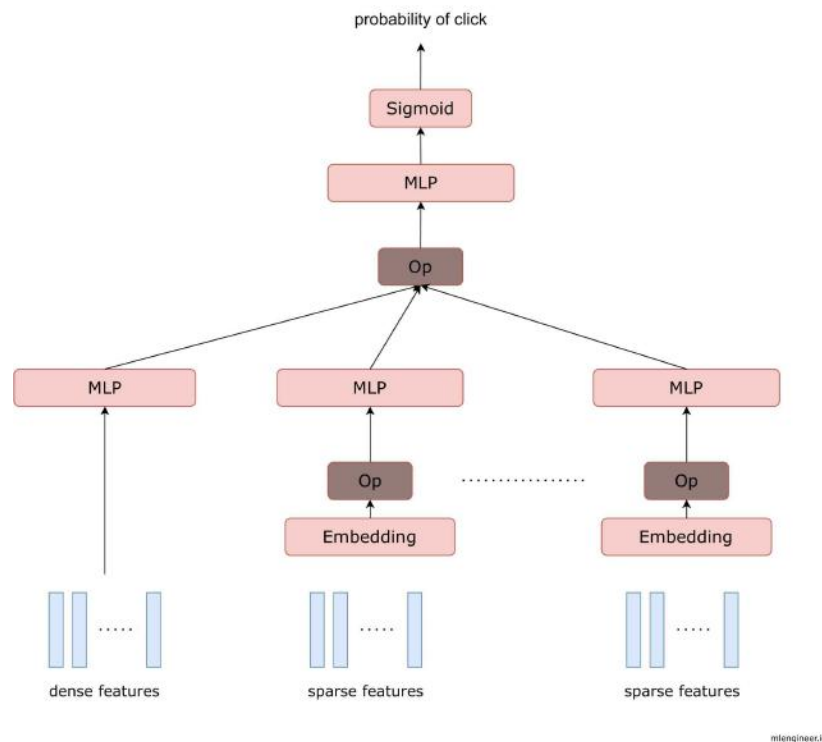 probability of click
Sigmoid
MLP
Op
MLP
MLP
MLP
Op
Op
Embedding
Embedding
dense features
sparse features
sparse features
mlengineer.i